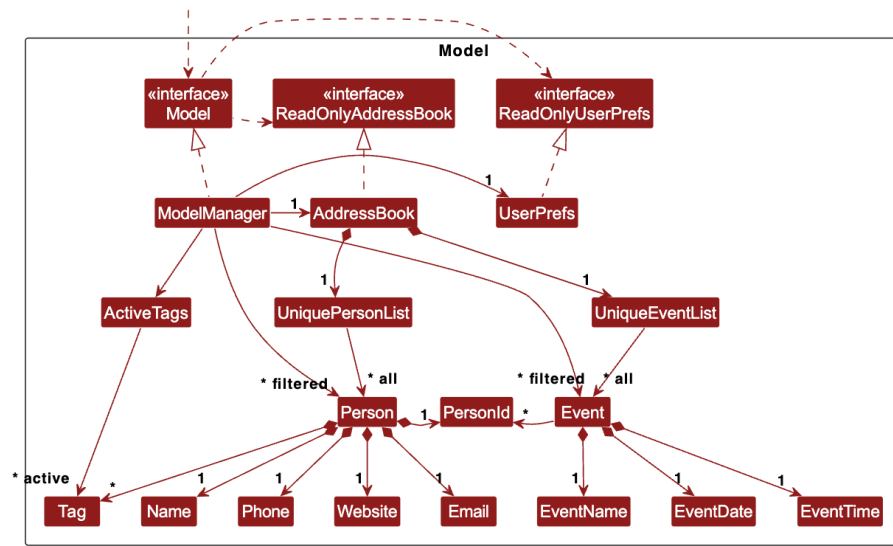 Model
«interface»
Model
«interface»
ReadOnlyAddressBook
«interface»
ReadOnlyUserPrefs
1
ModelManager
1
AddressBook
UserPrefs
1
1
ActiveTags
UniquePersonList
UniqueEventList
* filtered
* all
* filtered
* all
Person
1
PersonId
*
Event
* active
*
1
1
1
1
1
1
1
Tag
Name
Phone
Website
Email
EventName
EventDate
EventTime